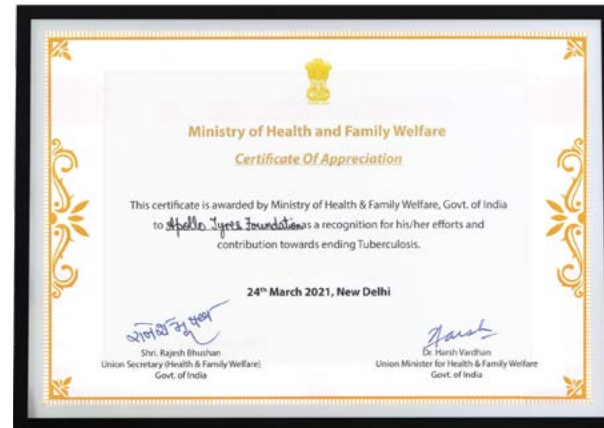 Ministry of Health and Family Welfare
Certificate Of Appreciation
This certificate is awarded by Ministry of Health & Family Welfare, Govt. of India
to Apollo Tyres Foundation as a recognition for his/her efforts and
contribution towards ending Tuberculosis.
24th March 2021, New Delhi
Shri. Rajesh Bhushan
Union Secretary (Health & Family Welfare)
Govt. of India
Harsh
Dr. Harsh Vardhan
Union Minister for Health & Family Welfare
Govt. of India